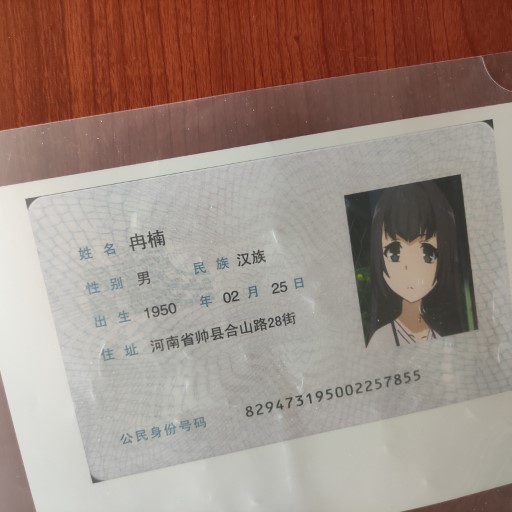 姓名 冉楠
性别 男 民族 汉族
出生 1950 年 02 月 25 日
住址 河南省帅县合山路28街
公民身份号码 829473195002257855